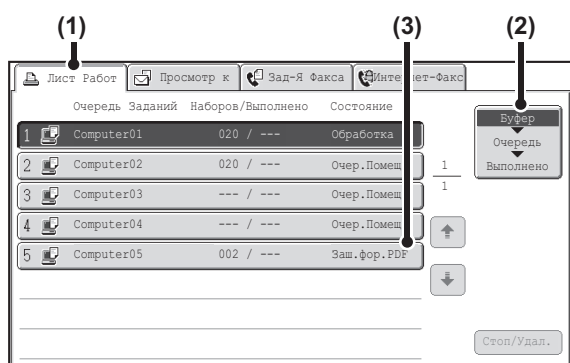 (1) (3) (2)
Лист Работ Просмотр к Зад-Я Факса Интернет-Факс
Очередь Заданий Наборов/Выполнено Состояние
1 Computer01 020 / --- Обработка
2 Computer02 020 / --- Очер.Помещ
3 Computer03 --- / --- Очер.Помещ
4 Computer04 --- / --- Очер.Помещ
5 Computer05 002 / --- Заш.фор.PDF
1
1
Буфер
Очередь
Выполнено
Стоп/Удал.